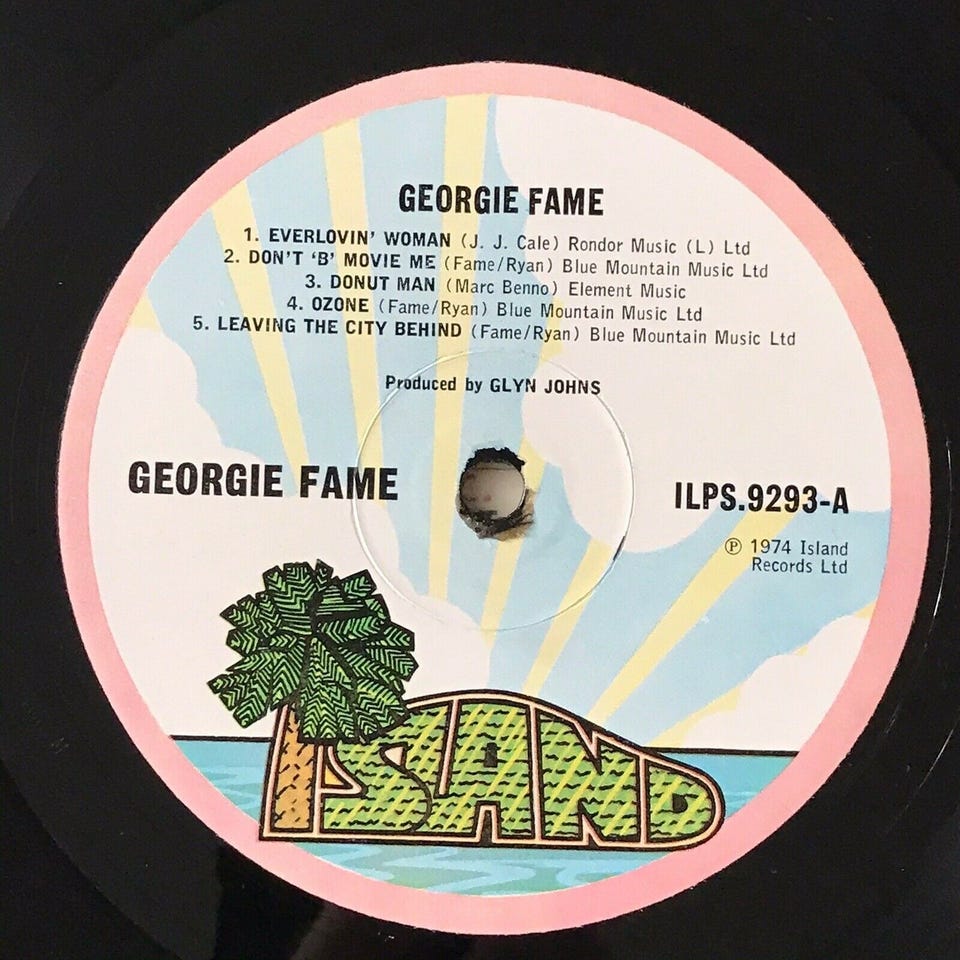 GEORGIE FAME
1. EVERLOVIN' WOMAN (J. J. Cale) Rondor Music (L) Ltd
2. DON'T ‘B’ MOVIE ME (Fame/Ryan) Blue Mountain Music Ltd
3. DONUT MAN (Marc Benno) Element Music
4. OZONE (Fame/Ryan) Blue Mountain Music Ltd
5. LEAVING THE CITY BEHIND (Fame/Ryan) Blue Mountain Music Ltd
Produced by GLYN JOHNS
GEORGIE FAME
ILPS.9293-A
℗ 1974 Island
Records Ltd
ISLAND